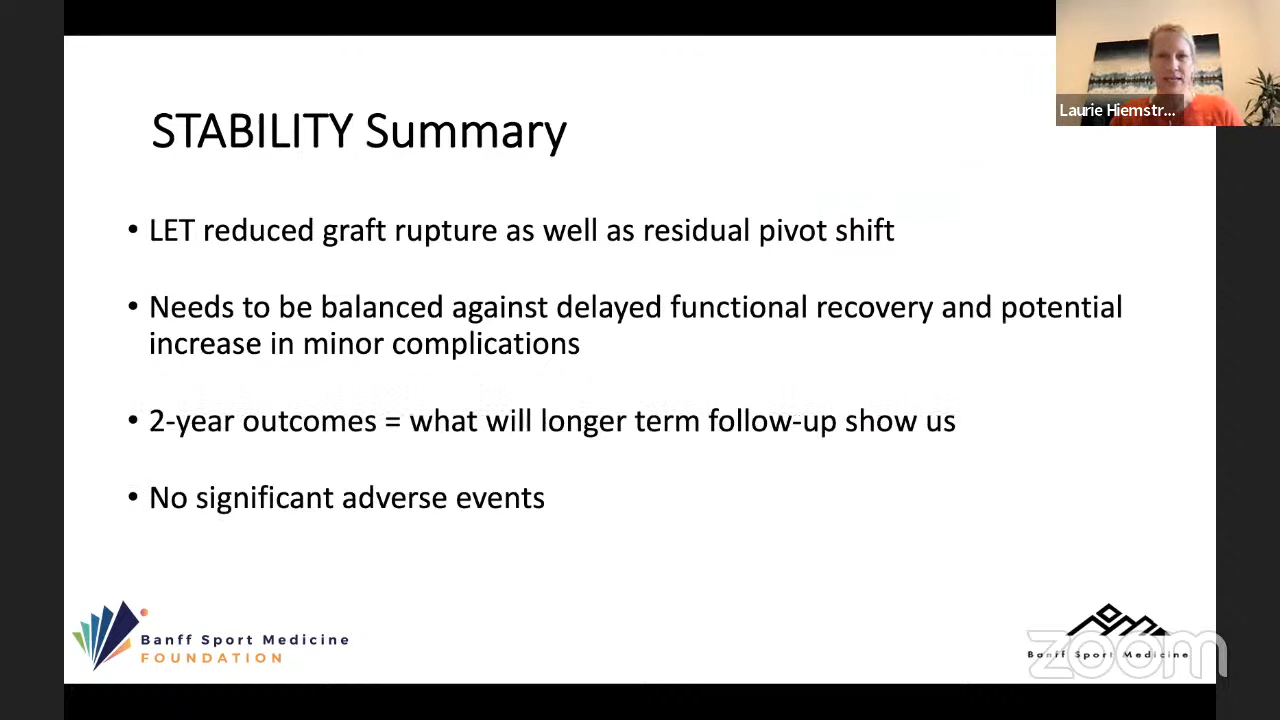 Laurie Hiemstr...
STABILITY Summary
• LET reduced graft rupture as well as residual pivot shift
• Needs to be balanced against delayed functional recovery and potential
increase in minor complications
• 2-year outcomes = what will longer term follow-up show us
• No significant adverse events
Banff Sport Medicine
FOUNDATION
Banff Sport Medicine
zoom